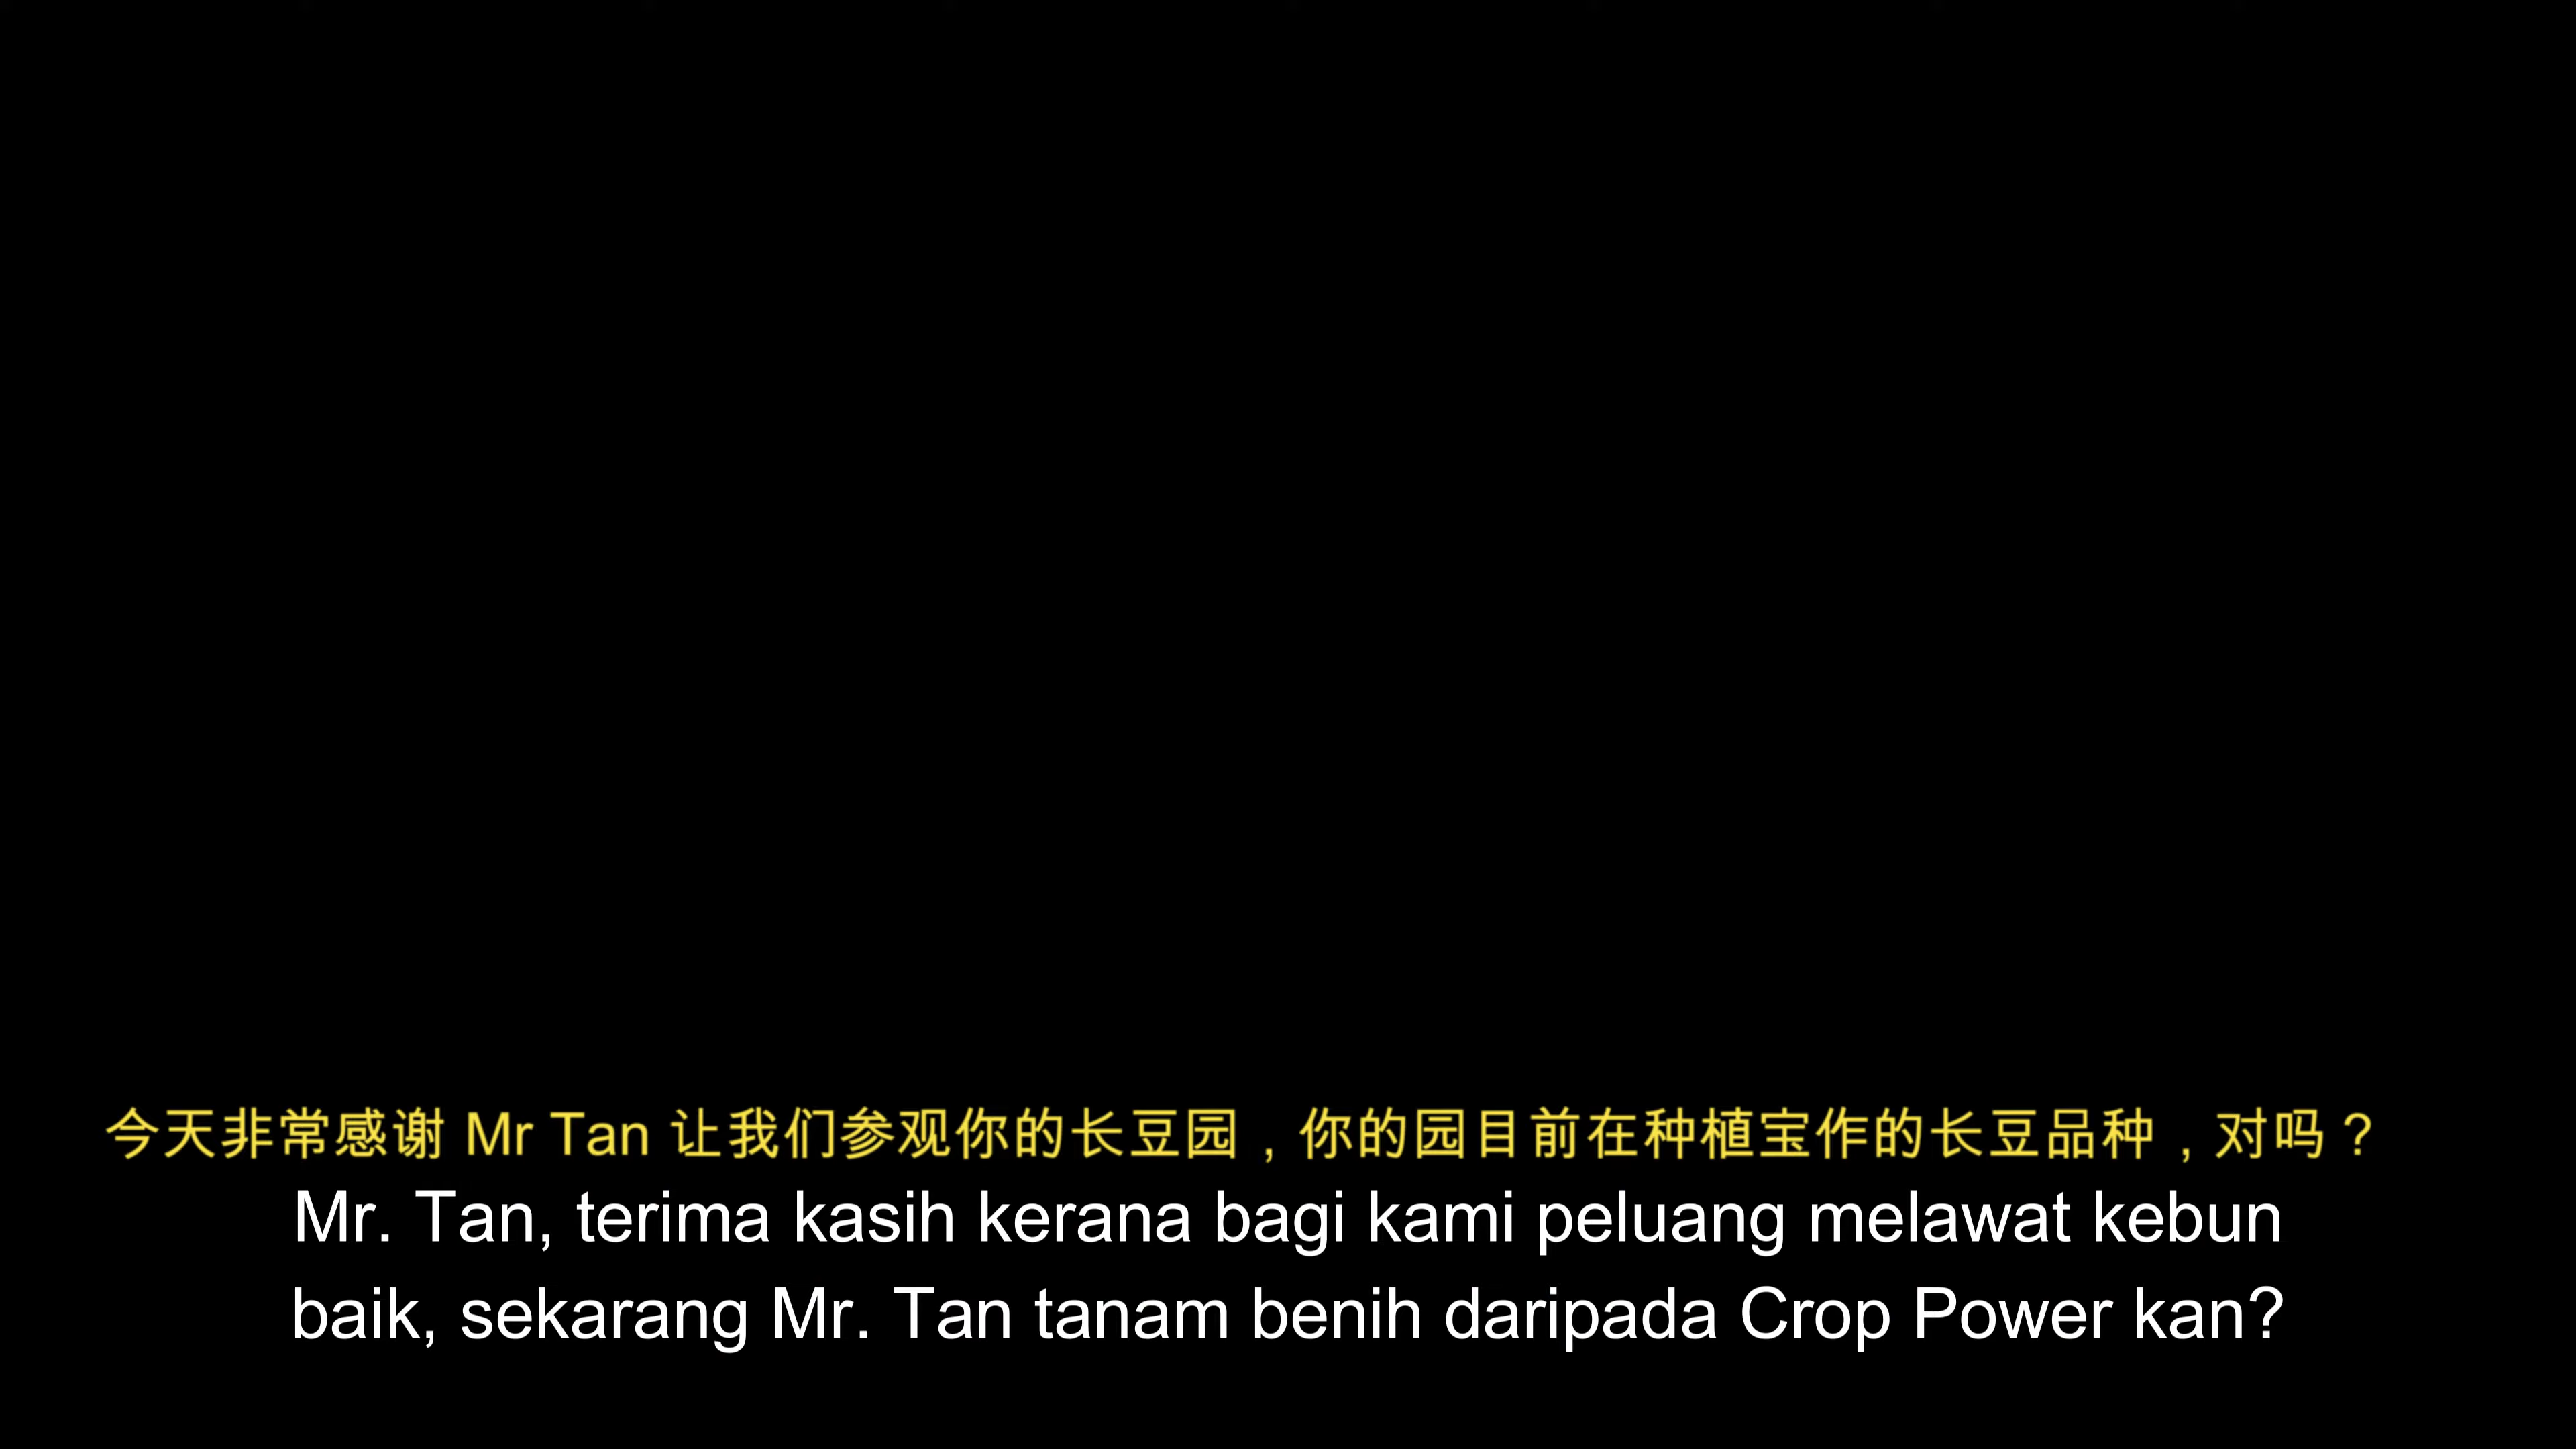 今天非常感谢 Mr Tan 让我们参观你的长豆园，你的园目前在种植宝作的长豆品种，对吗？
Mr. Tan, terima kasih kerana bagi kami peluang melawat kebun
baik, sekarang Mr. Tan tanam benih daripada Crop Power kan?